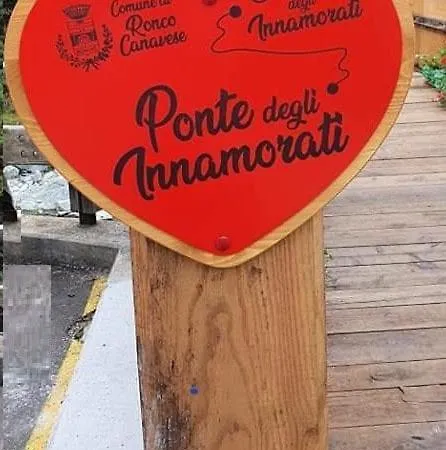 Comune di
Ronco
Canavese
degli
Innamorati
Ponte degli
Innamorati